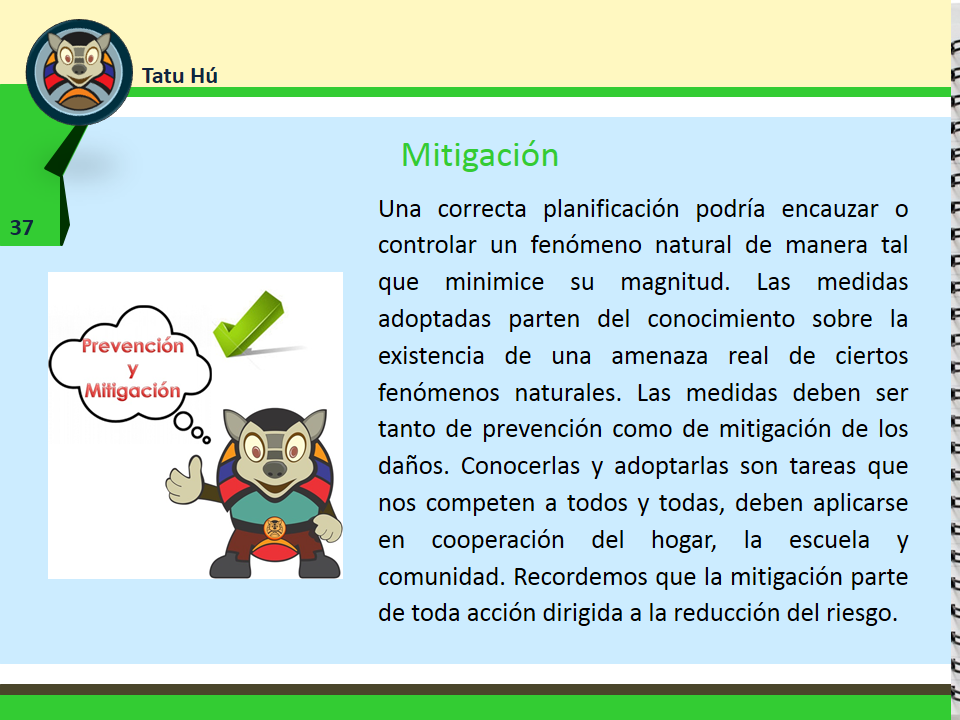 Tatu Hú
37
Mitigación
Una correcta planificación podría encauzar o
controlar un fenómeno natural de manera tal
que minimice su magnitud. Las medidas
adoptadas parten del conocimiento sobre la
existencia de una amenaza real de ciertos
fenómenos naturales. Las medidas deben ser
tanto de prevención como de mitigación de los
daños. Conocerlas y adoptarlas son tareas que
nos competen a todos y todas, deben aplicarse
en cooperación del hogar, la escuela y
comunidad. Recordemos que la mitigación parte
de toda acción dirigida a la reducción del riesgo.
Prevención
y
Mitigación